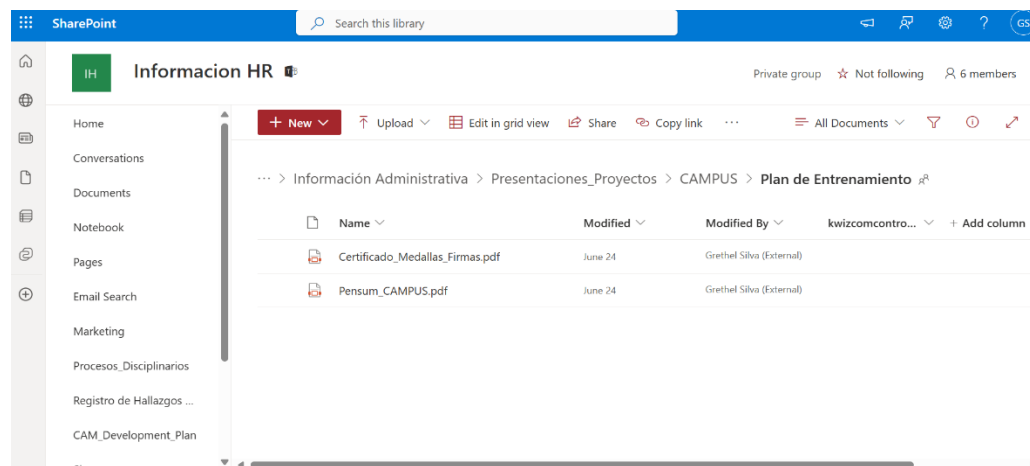 SharePoint
Search this library
GS
IH
Informacion HR
Private group
Not following
6 members
Home
Conversations
Documents
Notebook
Pages
Email Search
Marketing
Procesos_Disciplinarios
Registro de Hallazgos ...
CAM_Development_Plan
+ New
Upload
Edit in grid view
Share
Copy link
...
All Documents
... > Información Administrativa > Presentaciones_Proyectos > CAMPUS > Plan de Entrenamiento
Name
Modified
Modified By
kwizcomcontro...
+ Add column
Certificado_Medallas_Firmas.pdf
June 24
Grethel Silva (External)
Pensum_CAMPUS.pdf
June 24
Grethel Silva (External)